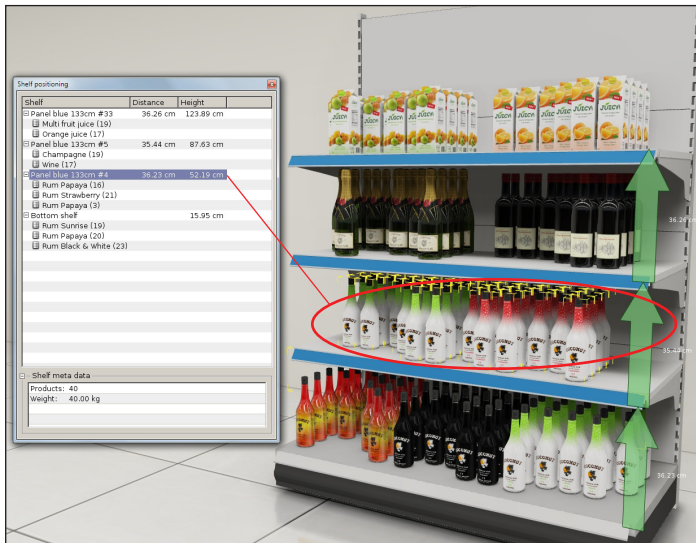 Shelf positioning
Shelf Distance Height
Panel blue 133cm #33 36.26 cm 123.89 cm
Multi fruit juice (19)
Orange juice (17)
Panel blue 133cm #5 35.44 cm 87.63 cm
Champagne (19)
Wine (17)
Panel blue 133cm #4 36.23 cm 52.19 cm
Rum Papaya (16)
Rum Strawberry (21)
Rum Papaya (3)
Bottom shelf 15.95 cm
Rum Sunrise (19)
Rum Papaya (20)
Rum Black & White (23)
Shelf meta data
Products: 40
Weight: 40.00 kg
36.26 cm
35.44 cm
36.23 cm